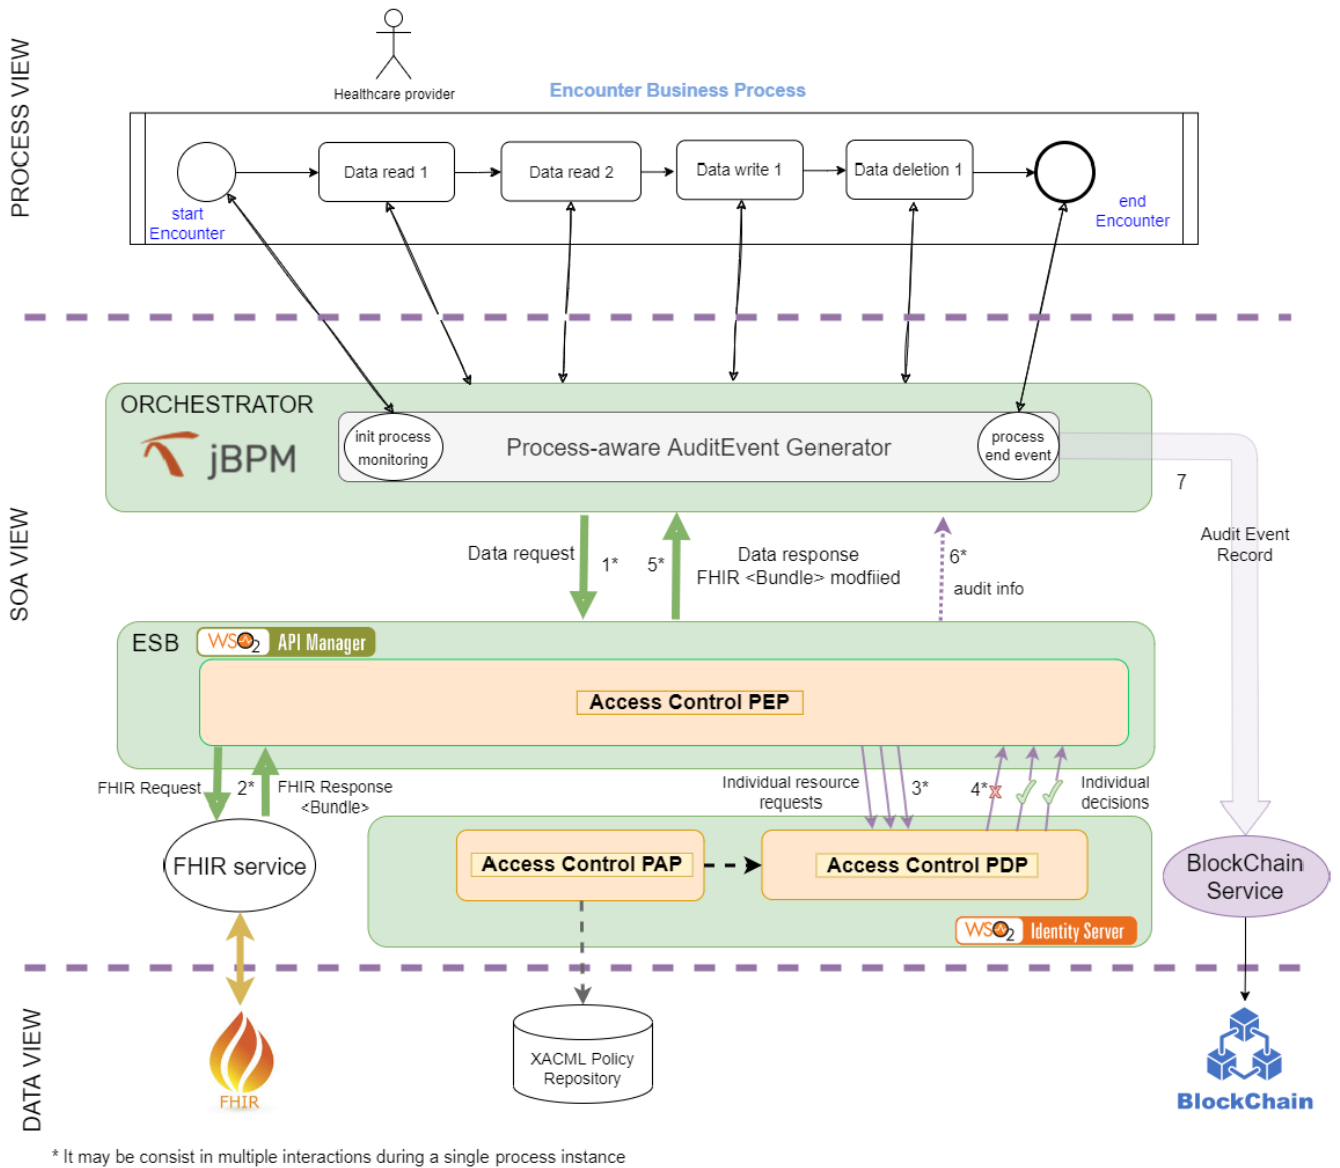 PROCESS VIEW
Healthcare provider
Encounter Business Process
Data read 1
Data read 2
Data write 1
Data deletion 1
start
Encounter
end
Encounter
SOA VIEW
ORCHESTRATOR
jBPM
init process
monitoring
Process-aware AuditEvent Generator
process
end event
7
Audit Event
Record
Data request
1*
5*
Data response
FHIR <Bundle> modfiied
6*
audit info
ESB
WSO2 API Manager
Access Control PEP
FHIR Request
2*
FHIR Response
<Bundle>
Individual resource
requests
3*
4*
Individual
decisions
FHIR service
Access Control PAP
Access Control PDP
WSO2 Identity Server
BlockChain
Service
DATA VIEW
FHIR
XACML Policy
Repository
BlockChain
* It may be consist in multiple interactions during a single process instance